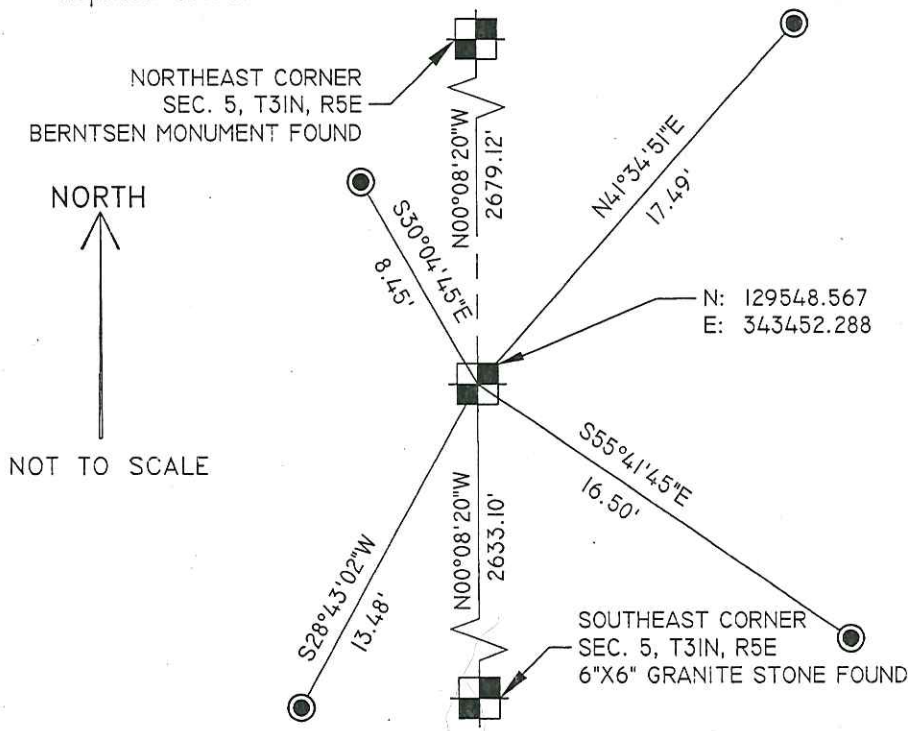 NORTHEAST CORNER
SEC. 5, T31N, R5E
BERNTSEN MONUMENT FOUND
NORTH
N00°08'20"W
2679.12'
N41°34'51"E
17.49'
S30°04'45"E
8.45'
N: 129548.567
E: 343452.288
NOT TO SCALE
S55°41'45"E
16.50'
N00°08'20"W
2633.10'
S28°43'02"W
13.48'
SOUTHEAST CORNER
SEC. 5, T31N, R5E
6"X6" GRANITE STONE FOUND